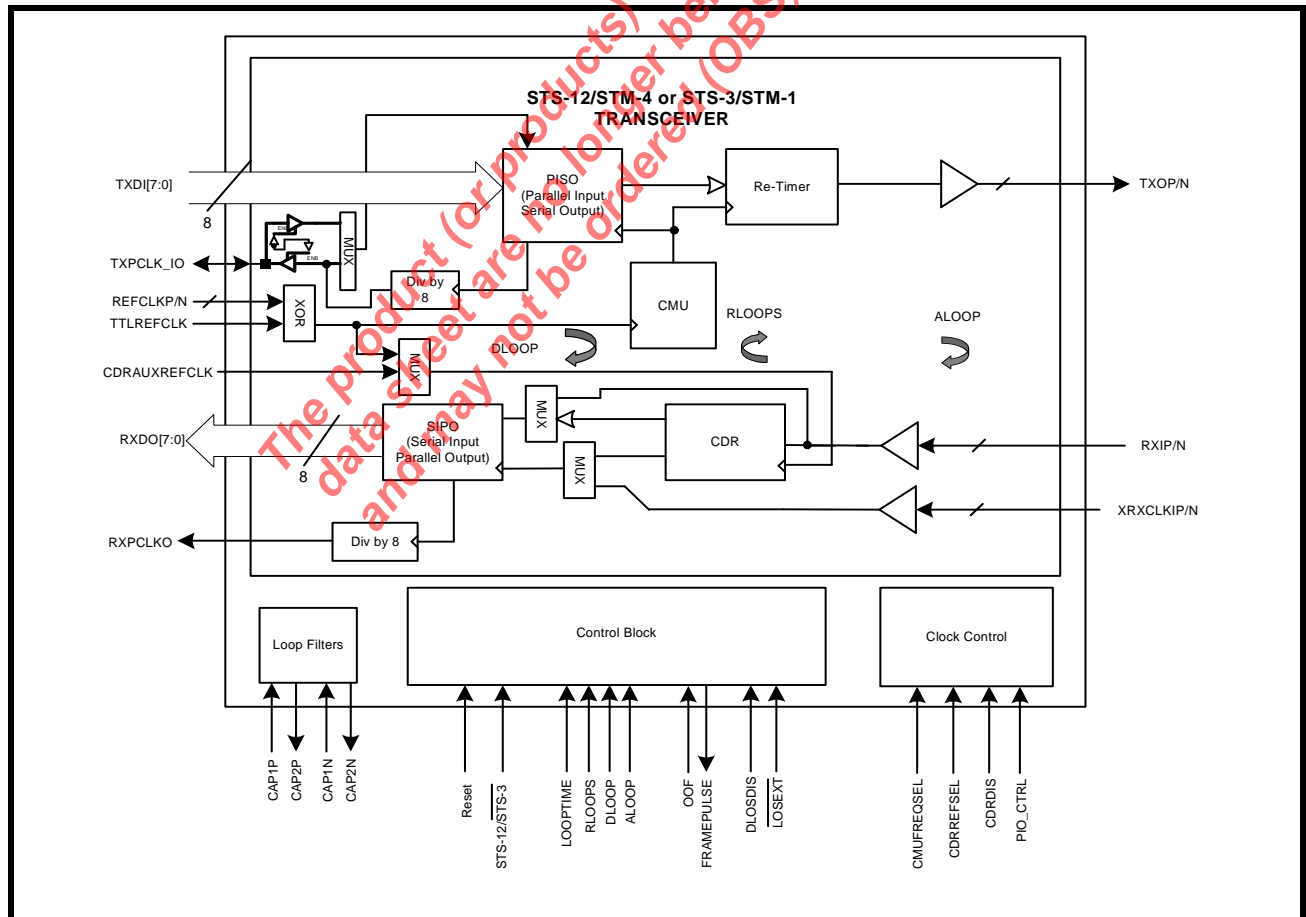 STS-12/STM-4 or STS-3/STM-1
TRANSCEIVER
TXDI[7:0]
8
PISO
(Parallel Input
Serial Output)
Re-Timer
TXOP/N
ENB
ENB
MUX
TXPCLK_IO
Div by
8
REFCLKP/N
TTLREFCLK
XOR
CMU
DLOOP
RLOOPS
ALOOP
CDRAUXREFCLK
MUX
RXDO[7:0]
8
SIPO
(Serial Input
Parallel Output)
MUX
MUX
CDR
RXIP/N
XRXCLKIP/N
RXPCLKO
Div by 8
Loop Filters
Control Block
Clock Control
CAP1P
CAP2P
CAP1N
CAP2N
Reset
STS-12/STS-3
LOOPTIME
RLOOPS
DLOOP
ALOOP
OOF
FRAMEPULSE
DLOSDIS
LOSEXT
CMUFREQSEL
CDRREFSEL
CDRDIS
PIO_CTRL
The product (or products)
data sheet are no longer
and may not be ordered (OBS)